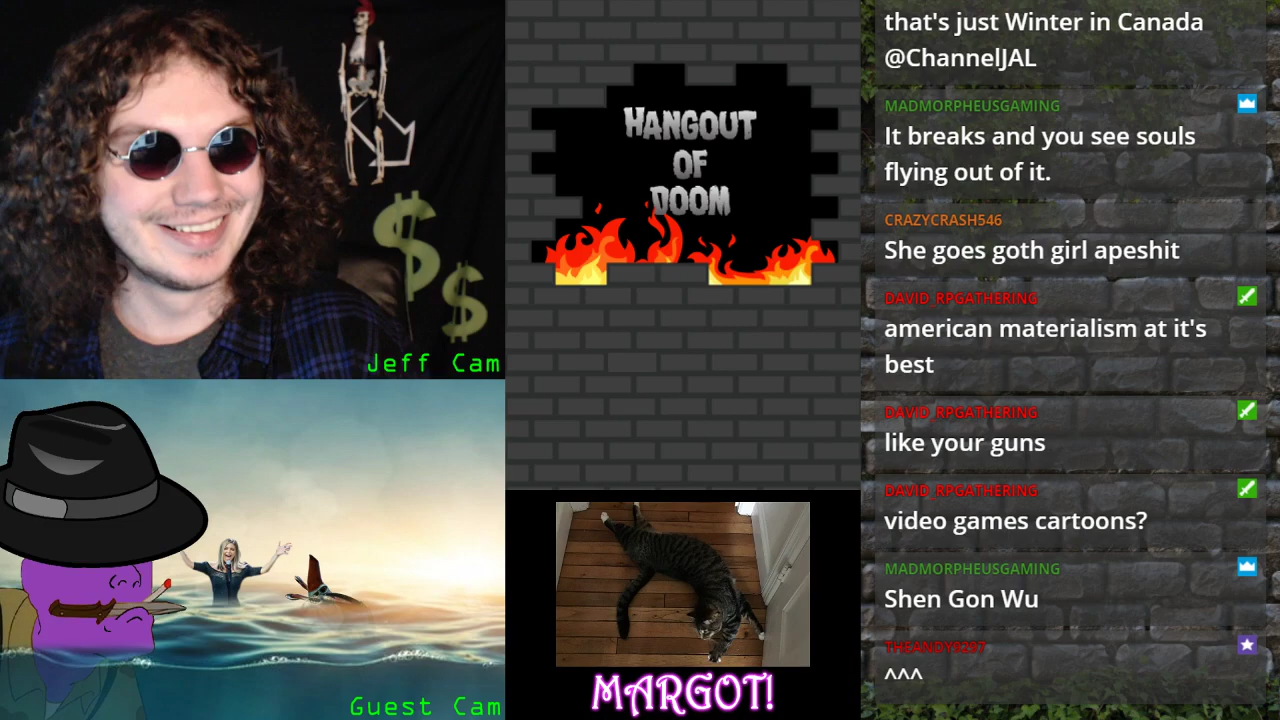 Jeff Cam
Guest Cam
HANGOUT
OF
DOOM
$
$
MARGOT!
that's just Winter in Canada
@ChannelJAL
MADMORPHEUSGAMING
It breaks and you see souls
flying out of it.
CRAZYCRASH546
She goes goth girl apeshit
DAVID_RPGATHERING
american materialism at it's
best
DAVID_RPGATHERING
like your guns
DAVID_RPGATHERING
video games cartoons?
MADMORPHEUSGAMING
Shen Gon Wu
THEANDY9297
^^^